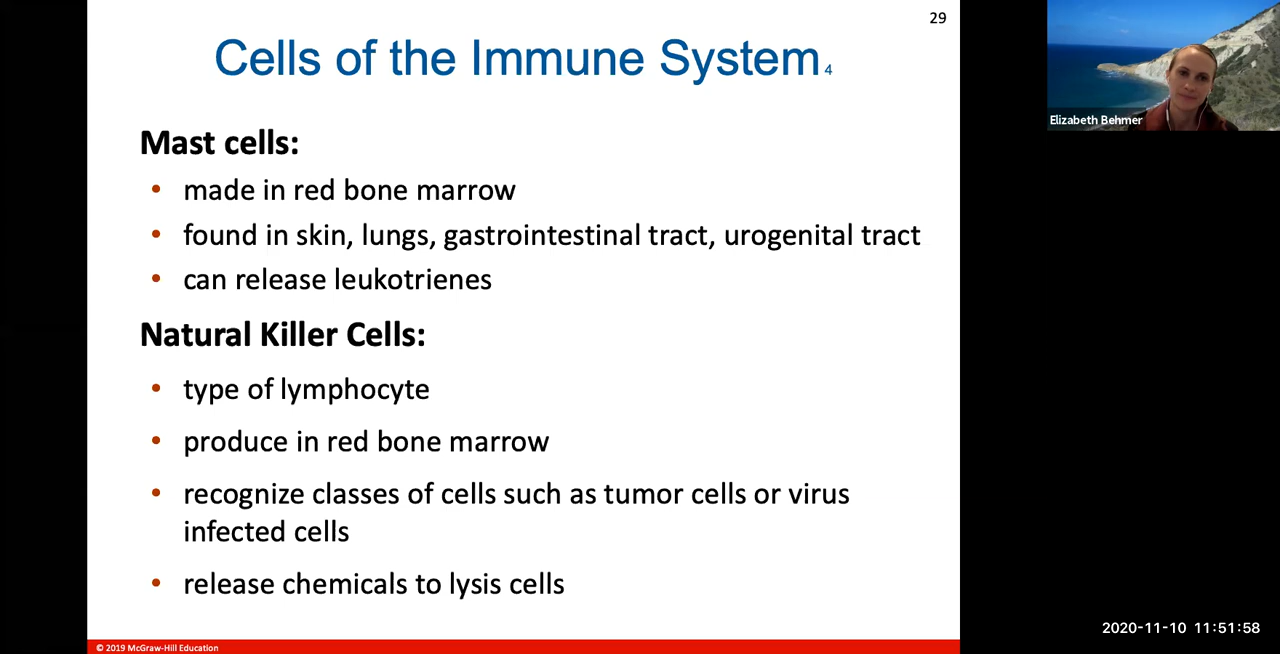 29
Cells of the Immune System 4
Mast cells:
• made in red bone marrow
• found in skin, lungs, gastrointestinal tract, urogenital tract
• can release leukotrienes
Natural Killer Cells:
• type of lymphocyte
• produce in red bone marrow
• recognize classes of cells such as tumor cells or virus
infected cells
• release chemicals to lysis cells
© 2019 McGraw-Hill Education
Elizabeth Behmer
2020-11-10 11:51:58